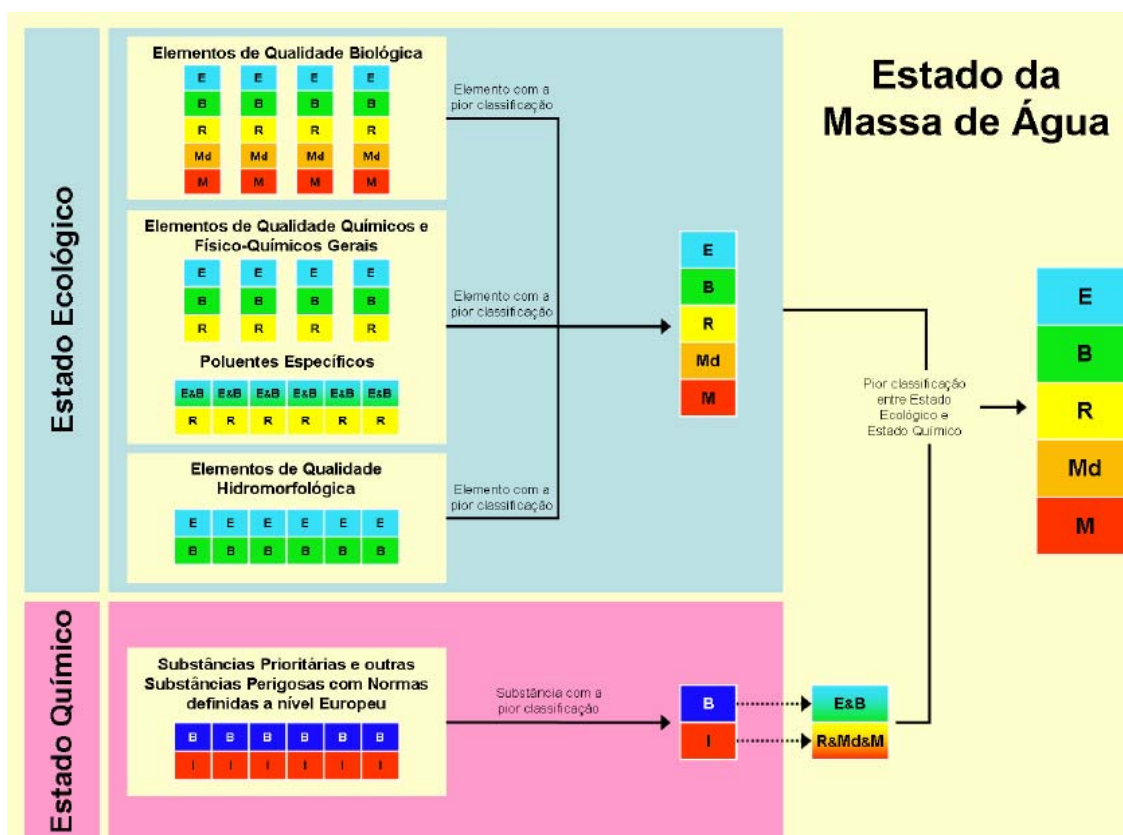 Estado da
Massa de Água
Estado Ecológico
Elementos de Qualidade Biológica
E E E E
B B B B
R R R R
Md Md Md Md
M M M M
Elemento com a
pior classificação
Elementos de Qualidade Químicos e
Físico-Químicos Gerais
E E E E
B B B B
R R R R
Poluentes Específicos
E&B E&B E&B E&B E&B E&B
R R R R R R
Elemento com a
pior classificação
Elementos de Qualidade
Hidromorfológica
E E E E E E
B B B B B B
Elemento com a
pior classificação
E
B
R
Md
M
Pior classificação
entre Estado
Ecológico e
Estado Químico
E
B
R
Md
M
Estado Químico
Substâncias Prioritárias e outras
Substâncias Perigosas com Normas
definidas a nível Europeu
B B B B B B
I I I I I I
Substância com a
pior classificação
B
I
E&B
R&Md&M